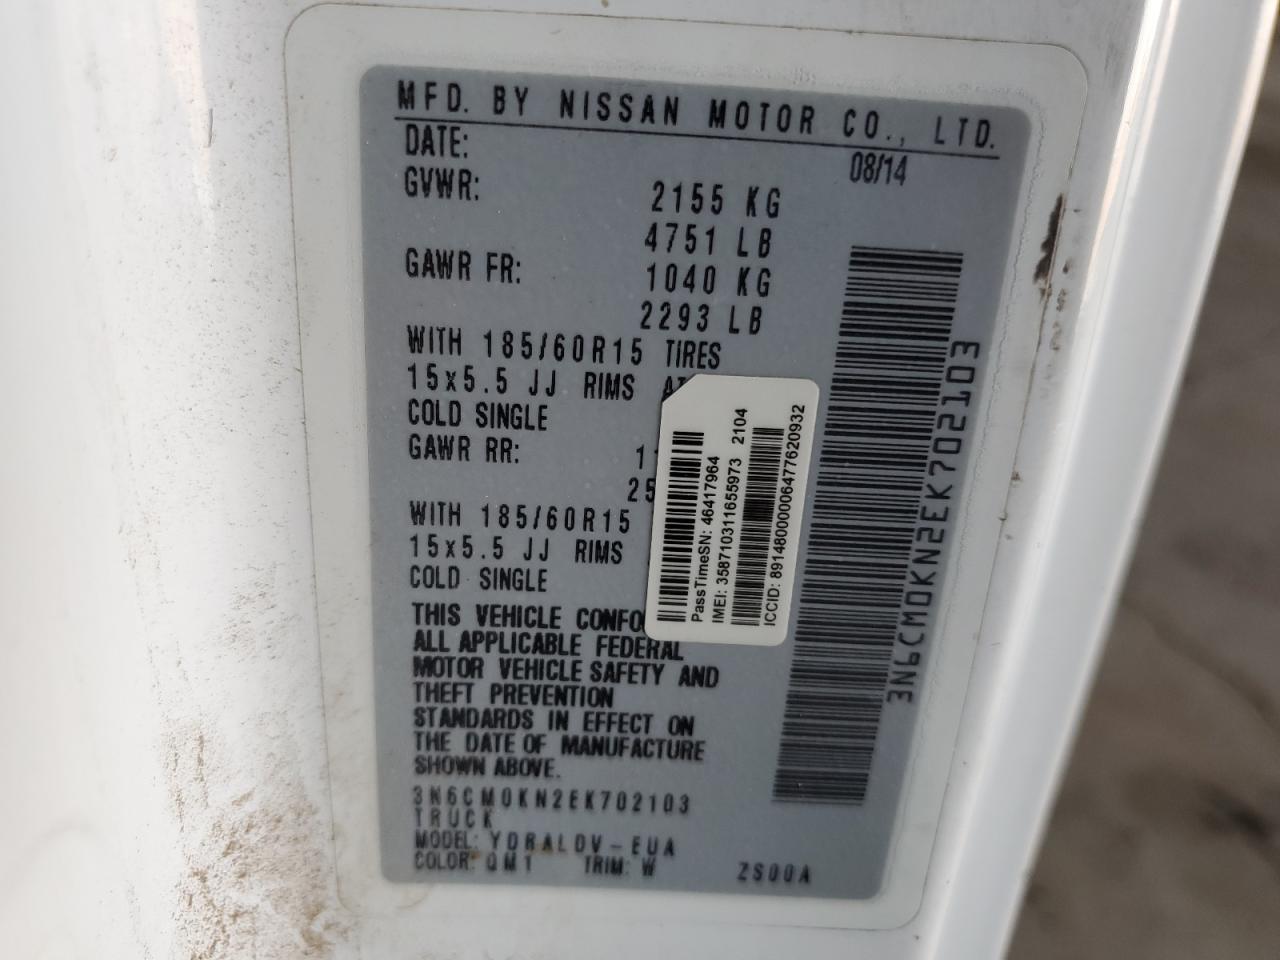 MFD. BY NISSAN MOTOR CO., LTD.
DATE: 08/14
GVWR: 2155 KG
4751 LB
GAWR FR: 1040 KG
2293 LB
WITH 185/60R15 TIRES
15x5.5 JJ RIMS
COLD SINGLE
GAWR RR:
WITH 185/60R15
15x5.5 JJ RIMS
COLD SINGLE
THIS VEHICLE
ALL APPLICABLE FEDERAL
MOTOR VEHICLE SAFETY AND
THEFT PREVENTION
STANDARDS IN EFFECT ON
THE DATE OF MANUFACTURE
SHOWN ABOVE.
3N6CM0KN2EK702103
TRUCK
MODEL: YDRALDV-EUA
COLOR: QM1 TRIM: W ZS00A
3N6CM0KN2EK702103
PassTimeSN: 46417964
IMEI: 358710311655973 2104
ICCID: 89148000006477620932